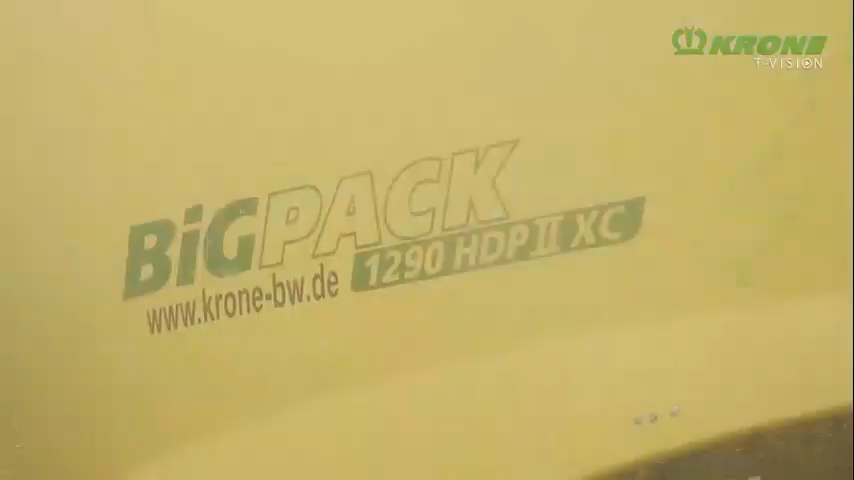 KRONE
T-VISION
BiGPACK
1290 HDP II XC
www.krone-bw.de